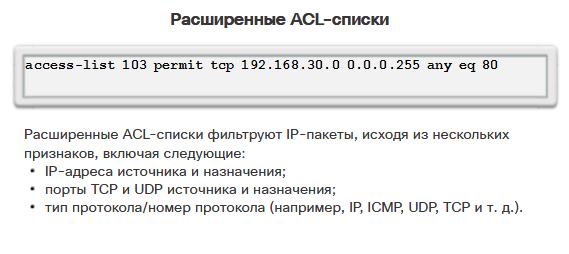 Расширенные ACL-списки
access-list 103 permit tcp 192.168.30.0 0.0.0.255 any eq 80
Расширенные ACL-списки фильтруют IP-пакеты, исходя из нескольких
признаков, включая следующие:
• IP-адреса источника и назначения;
• порты TCP и UDP источника и назначения;
• тип протокола/номер протокола (например, IP, ICMP, UDP, TCP и т. д.).